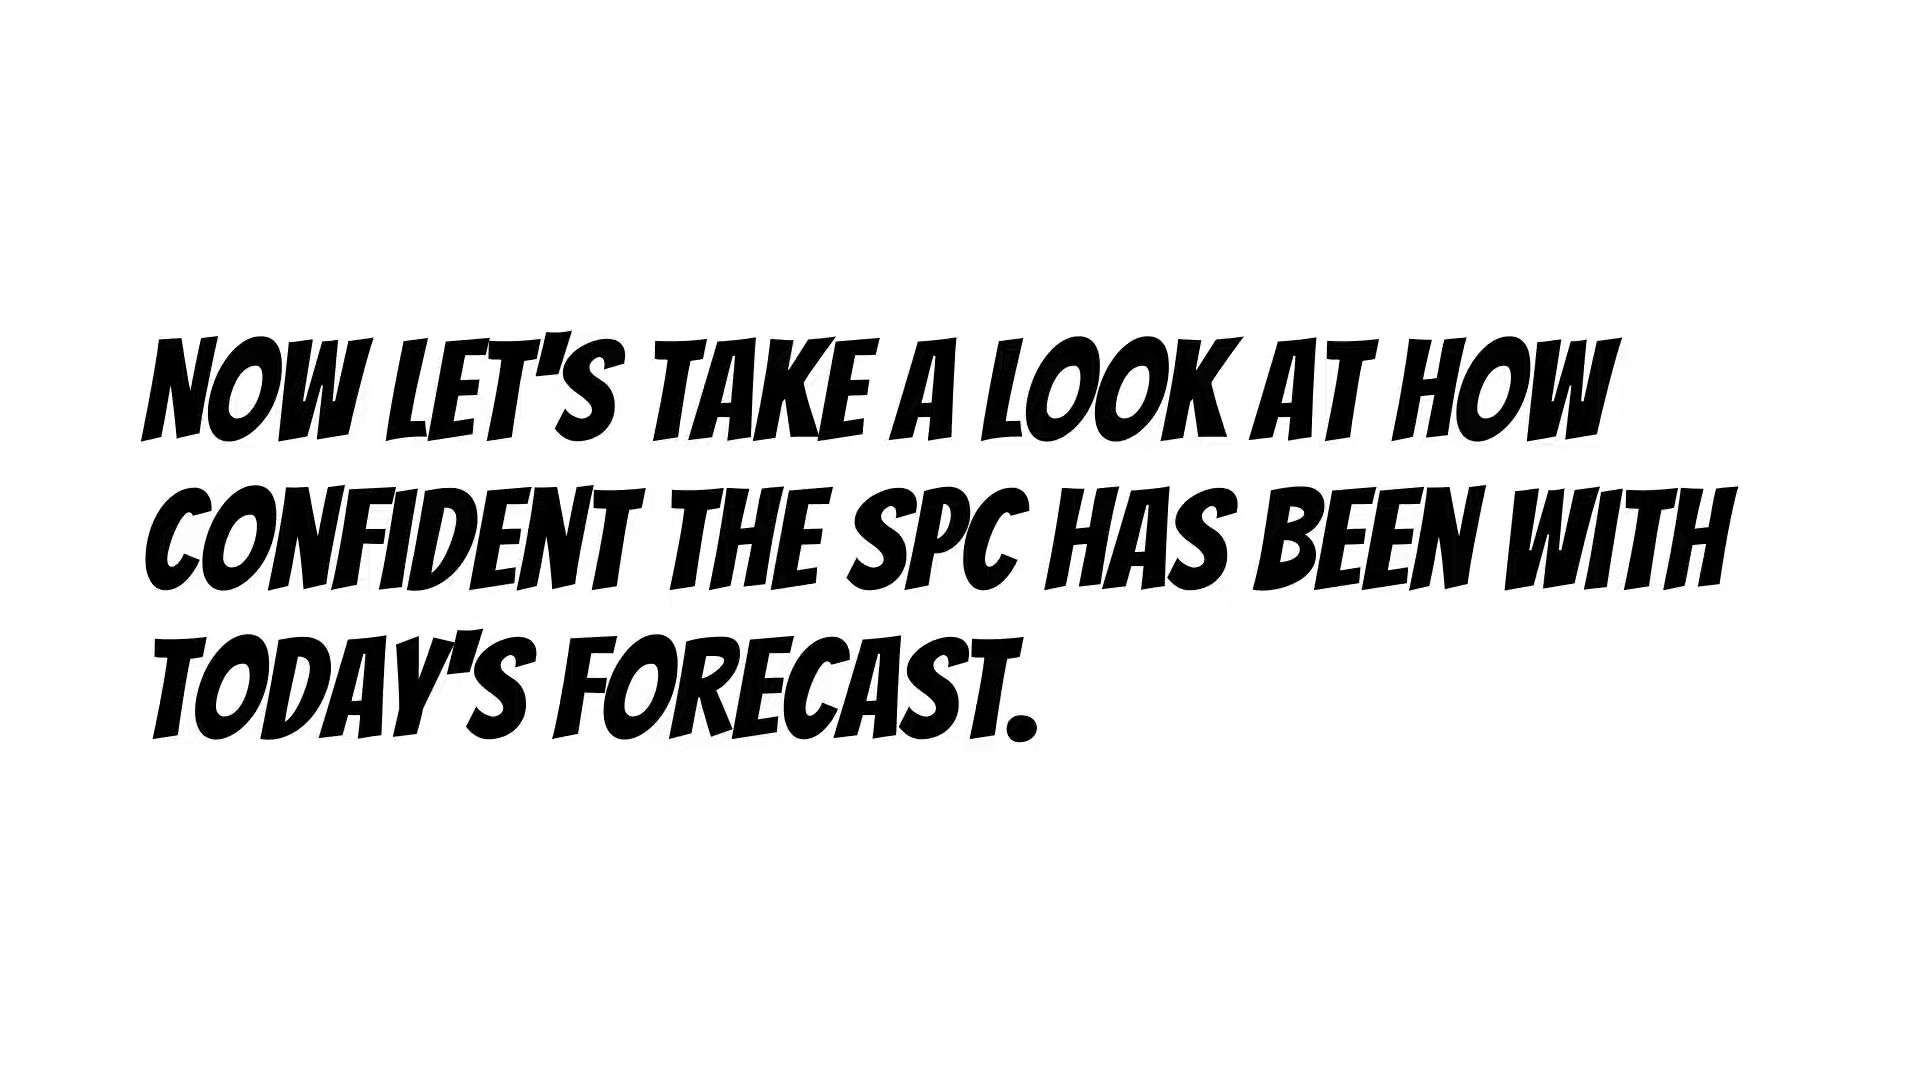 NOW LET'S TAKE A LOOK AT HOW
CONFIDENT THE SPC HAS BEEN WITH
TODAY'S FORECAST.